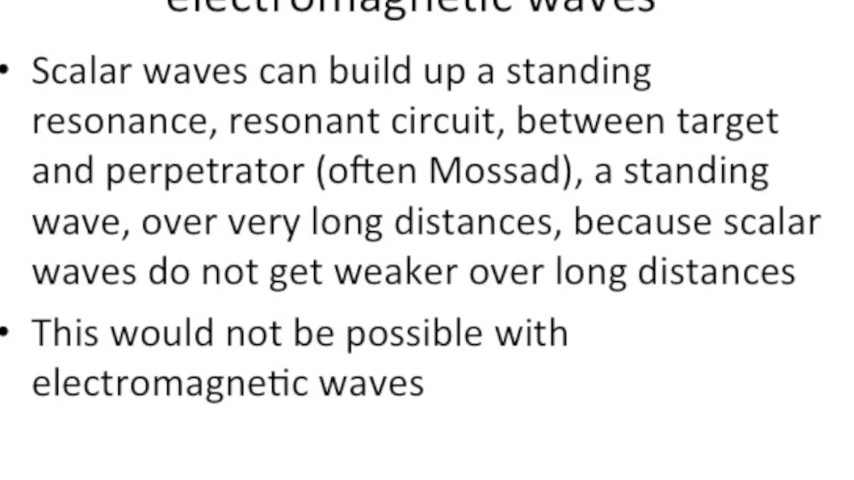 electromagnetic waves
• Scalar waves can build up a standing
resonance, resonant circuit, between target
and perpetrator (often Mossad), a standing
wave, over very long distances, because scalar
waves do not get weaker over long distances
• This would not be possible with
electromagnetic waves